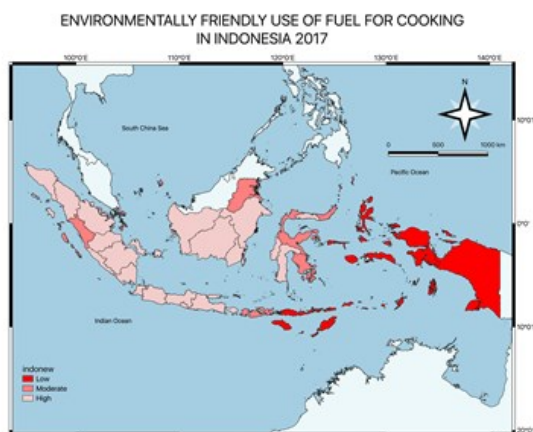 ENVIRONMENTALLY FRIENDLY USE OF FUEL FOR COOKING
IN INDONESIA 2017
100°0'E 110°0'E 120°0'E 130°0'E 140°0'E
N
South China Sea
10°0'
0 500 1000 km
Pacific Ocean
0°0'
Indian Ocean
10°0'
indonew
Low
Moderate
High